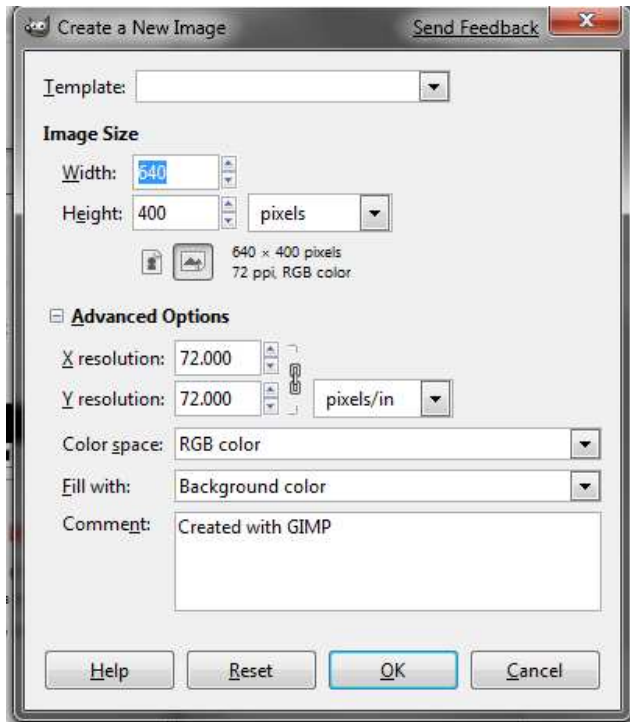 Create a New Image Send Feedback
Template:
Image Size
Width: 640
Height: 400 pixels
640 × 400 pixels
72 ppi, RGB color
Advanced Options
X resolution: 72.000
Y resolution: 72.000 pixels/in
Color space: RGB color
Fill with: Background color
Comment: Created with GIMP
Help Reset OK Cancel